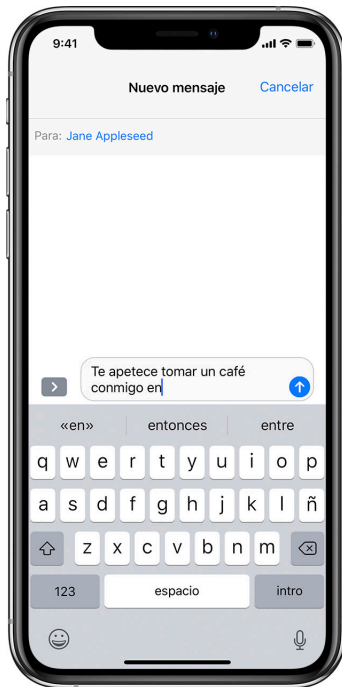 9:41
Nuevo mensaje Cancelar
Para: Jane Appleseed
Te apetece tomar un café
conmigo en
«en» entonces entre
q w e r t y u i o p
a s d f g h j k l ñ
z x c v b n m
123 espacio intro